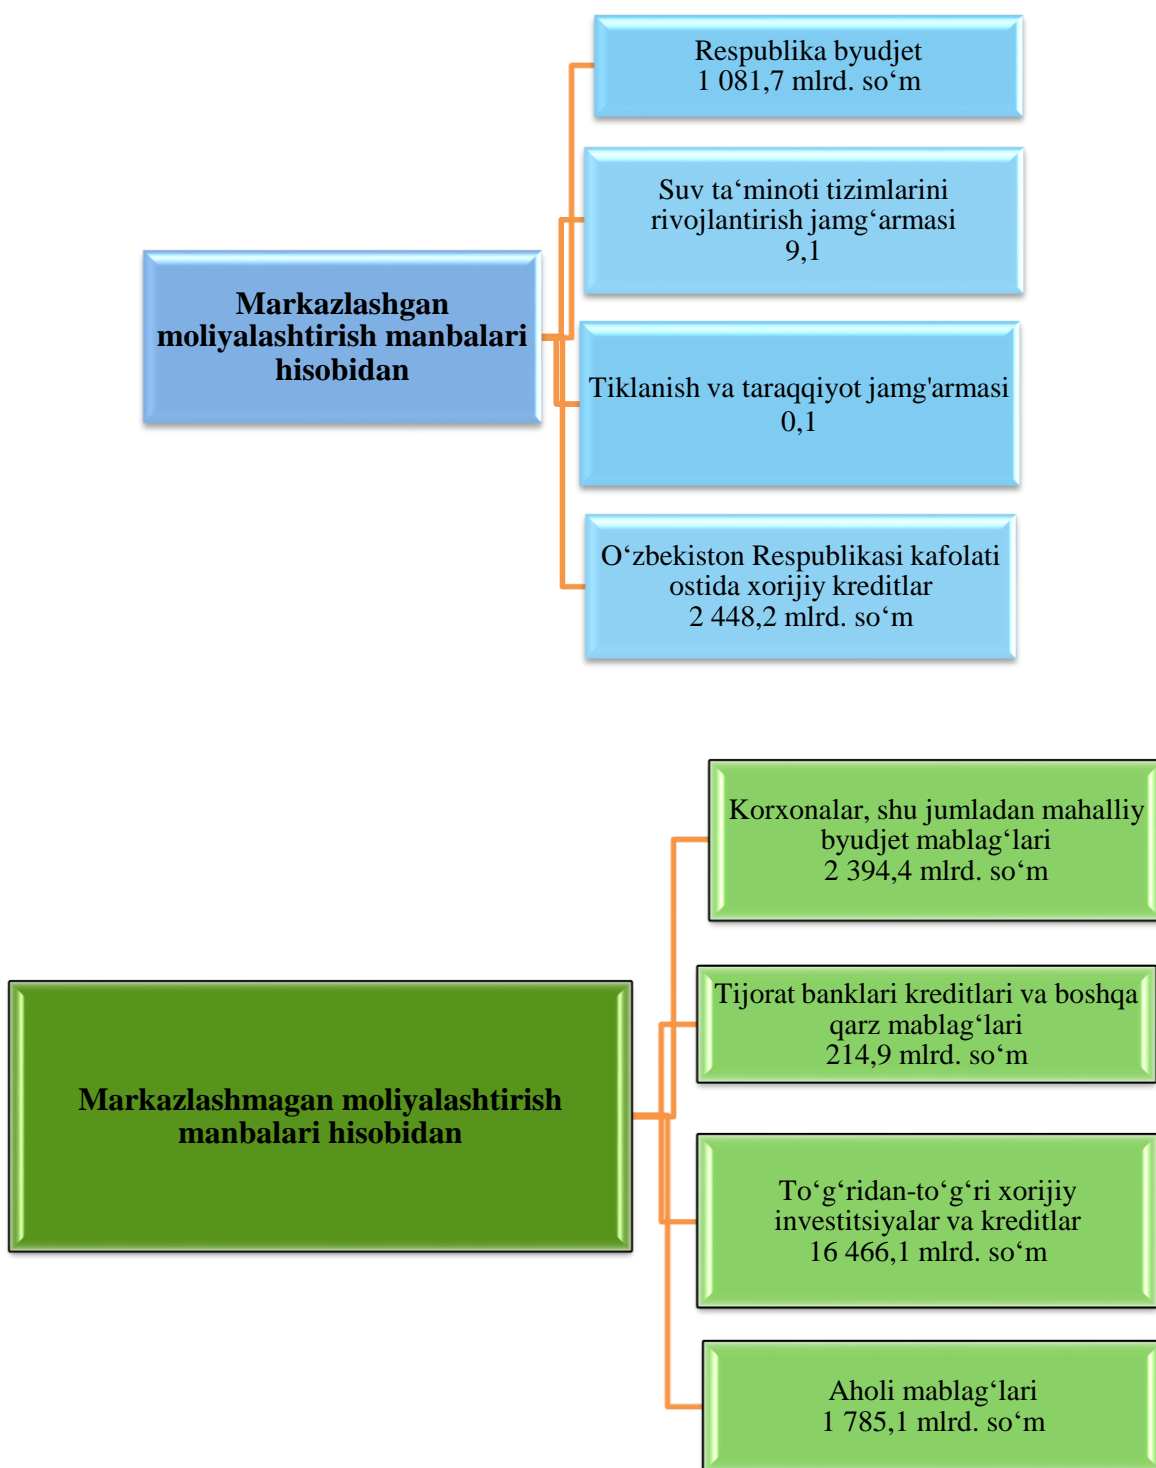 Respublika byudjet
1 081,7 mlrd. so‘m
Suv ta‘minoti tizimlarini
rivojlantirish jamg‘armasi
9,1
Markazlashgan
moliyalashtirish manbalari
hisobidan
Tiklanish va taraqqiyot jamg'armasi
0,1
O‘zbekiston Respublikasi kafolati
ostida xorijiy kreditlar
2 448,2 mlrd. so‘m
Korxonalar, shu jumladan mahalliy
byudjet mablag‘lari
2 394,4 mlrd. so‘m
Tijorat banklari kreditlari va boshqa
qarz mablag‘lari
214,9 mlrd. so‘m
Markazlashmagan moliyalashtirish
manbalari hisobidan
To‘g‘ridan-to‘g‘ri xorijiy
investitsiyalar va kreditlar
16 466,1 mlrd. so‘m
Aholi mablag‘lari
1 785,1 mlrd. so‘m